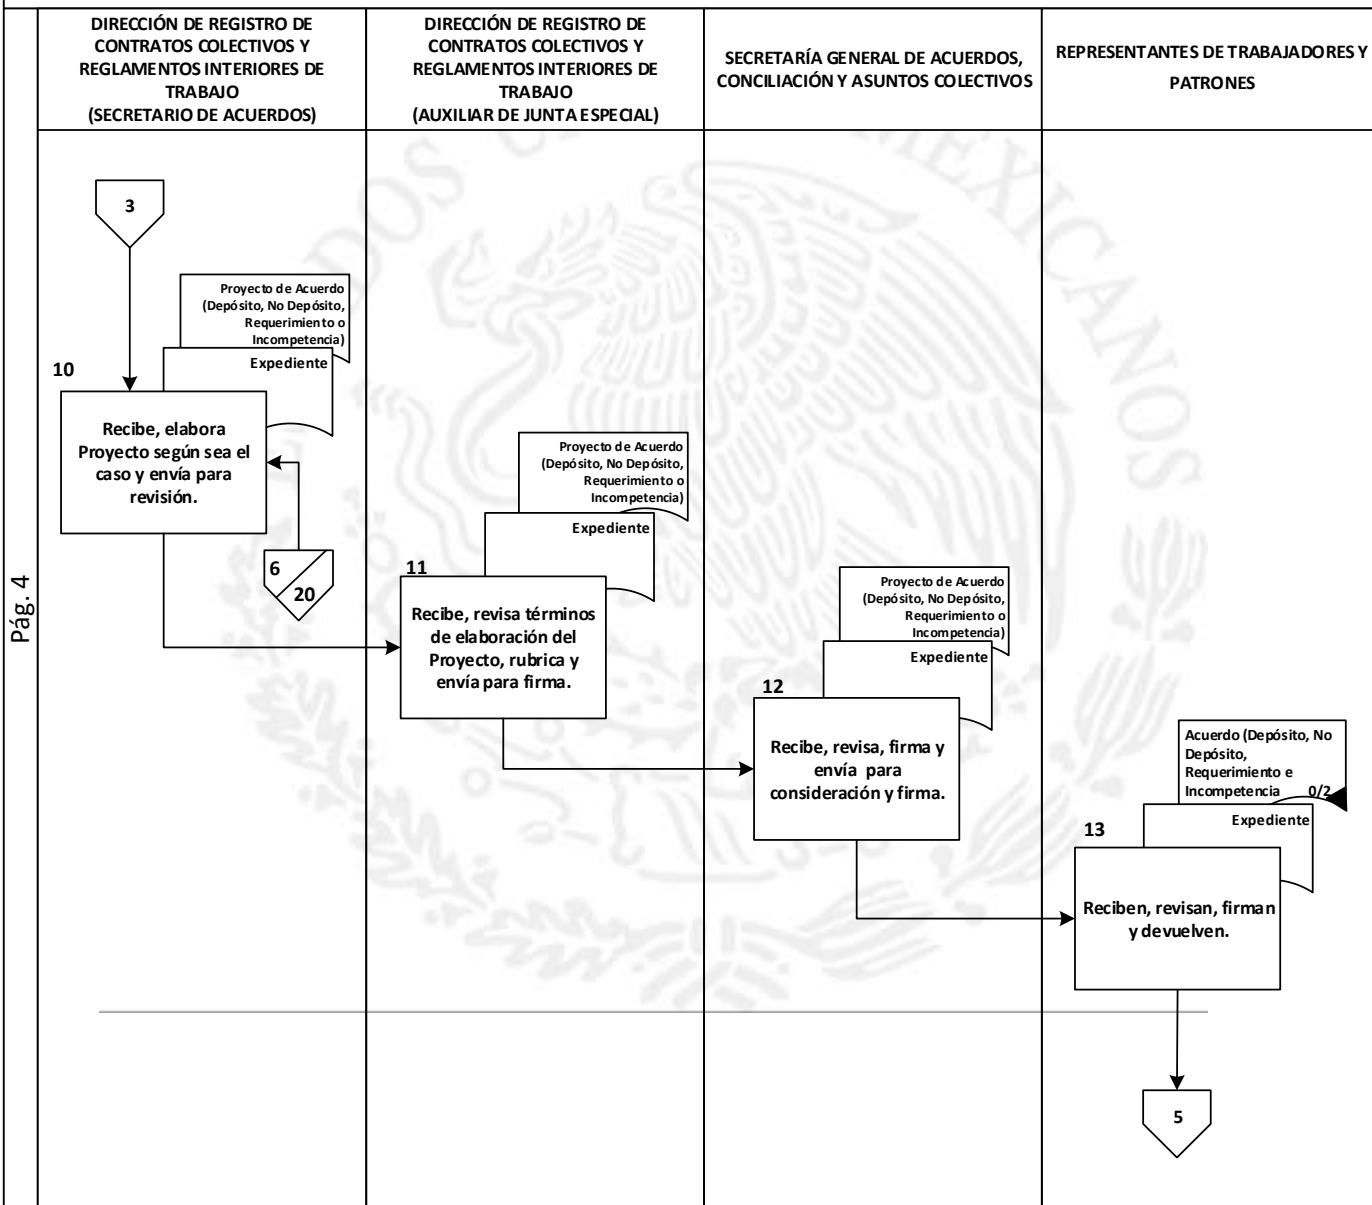 DIRECCIÓN DE REGISTRO DE
CONTRATOS COLECTIVOS Y
REGLAMENTOS INTERIORES DE
TRABAJO
(SECRETARIO DE ACUERDOS)
DIRECCIÓN DE REGISTRO DE
CONTRATOS COLECTIVOS Y
REGLAMENTOS INTERIORES DE
TRABAJO
(AUXILIAR DE JUNTA ESPECIAL)
SECRETARÍA GENERAL DE ACUERDOS,
CONCILIACIÓN Y ASUNTOS COLECTIVOS
REPRESENTANTES DE TRABAJADORES Y
PATRONES
Pág. 4
3
Proyecto de Acuerdo
(Depósito, No Depósito,
Requerimiento o
Incompetencia)
Expediente
10
Recibe, elabora
Proyecto según sea el
caso y envía para
revisión.
6
20
Proyecto de Acuerdo
(Depósito, No Depósito,
Requerimiento o
Incompetencia)
Expediente
11
Recibe, revisa términos
de elaboración del
Proyecto, rubrica y
envía para firma.
Proyecto de Acuerdo
(Depósito, No Depósito,
Requerimiento o
Incompetencia)
Expediente
12
Recibe, revisa, firma y
envía para
consideración y firma.
Acuerdo (Depósito, No
Depósito,
Requerimiento e
Incompetencia 0/2
Expediente
13
Reciben, revisan, firman
y devuelven.
5
DOS U
MEXICANOS